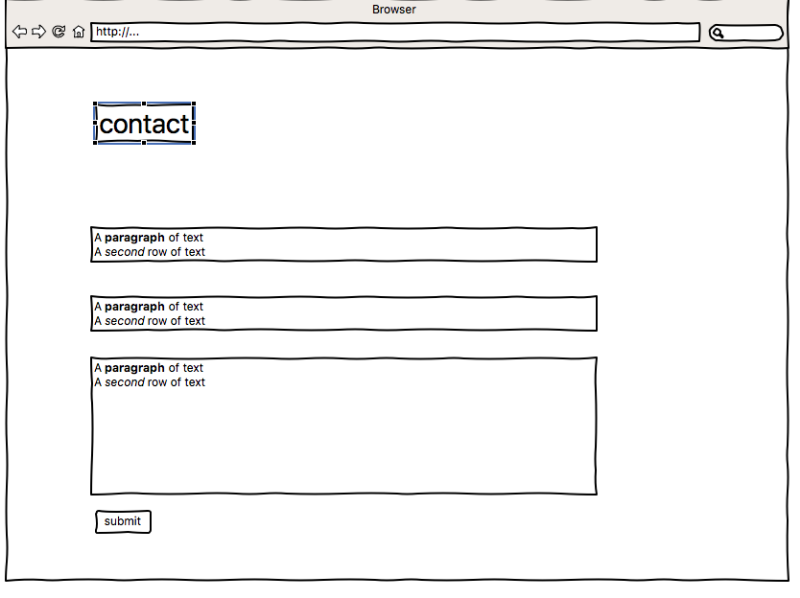 Browser
http://...
contact
A paragraph of text
A second row of text
A paragraph of text
A second row of text
A paragraph of text
A second row of text
submit